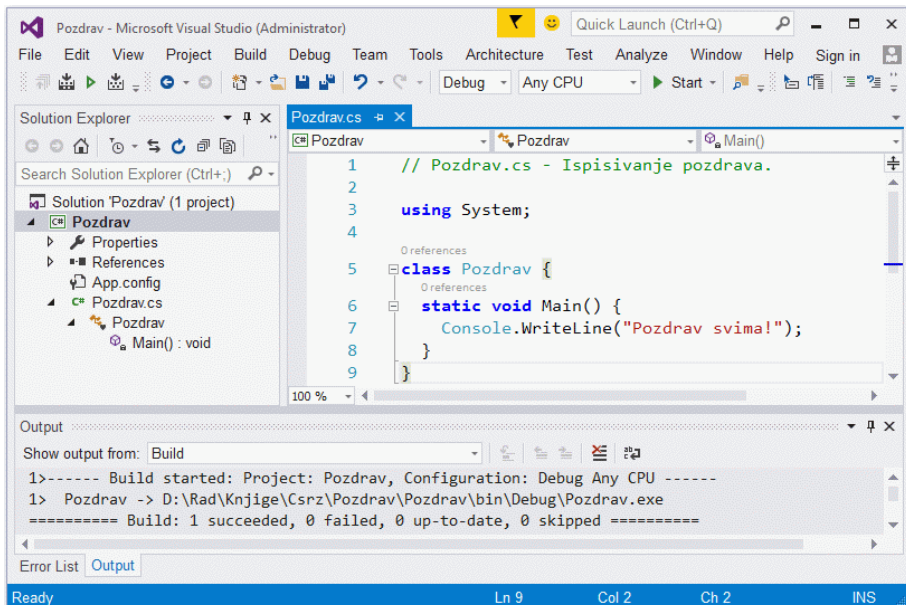 Pozdrav - Microsoft Visual Studio (Administrator)
Quick Launch (Ctrl+Q)
File Edit View Project Build Debug Team Tools Architecture Test Analyze Window Help Sign in
Debug Any CPU Start
Solution Explorer
Search Solution Explorer (Ctrl+;)
Solution 'Pozdrav' (1 project)
C# Pozdrav
Properties
References
App.config
C# Pozdrav.cs
Pozdrav
Main() : void
Pozdrav.cs
C# Pozdrav Pozdrav Main()
1 // Pozdrav.cs - Ispisivanje pozdrava.
2
3 using System;
4
0 references
5 class Pozdrav {
0 references
6 static void Main() {
7 Console.WriteLine("Pozdrav svima!");
8 }
9 }
100 %
Output
Show output from: Build
1>------ Build started: Project: Pozdrav, Configuration: Debug Any CPU ------
1> Pozdrav -> D:\Rad\Knjige\Csrz\Pozdrav\Pozdrav\bin\Debug\Pozdrav.exe
========== Build: 1 succeeded, 0 failed, 0 up-to-date, 0 skipped ==========
Error List Output
Ready Ln 9 Col 2 Ch 2 INS